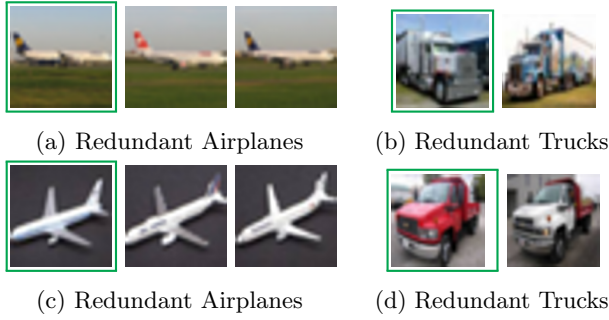 (a) Redundant Airplanes
(b) Redundant Trucks
(c) Redundant Airplanes
(d) Redundant Trucks